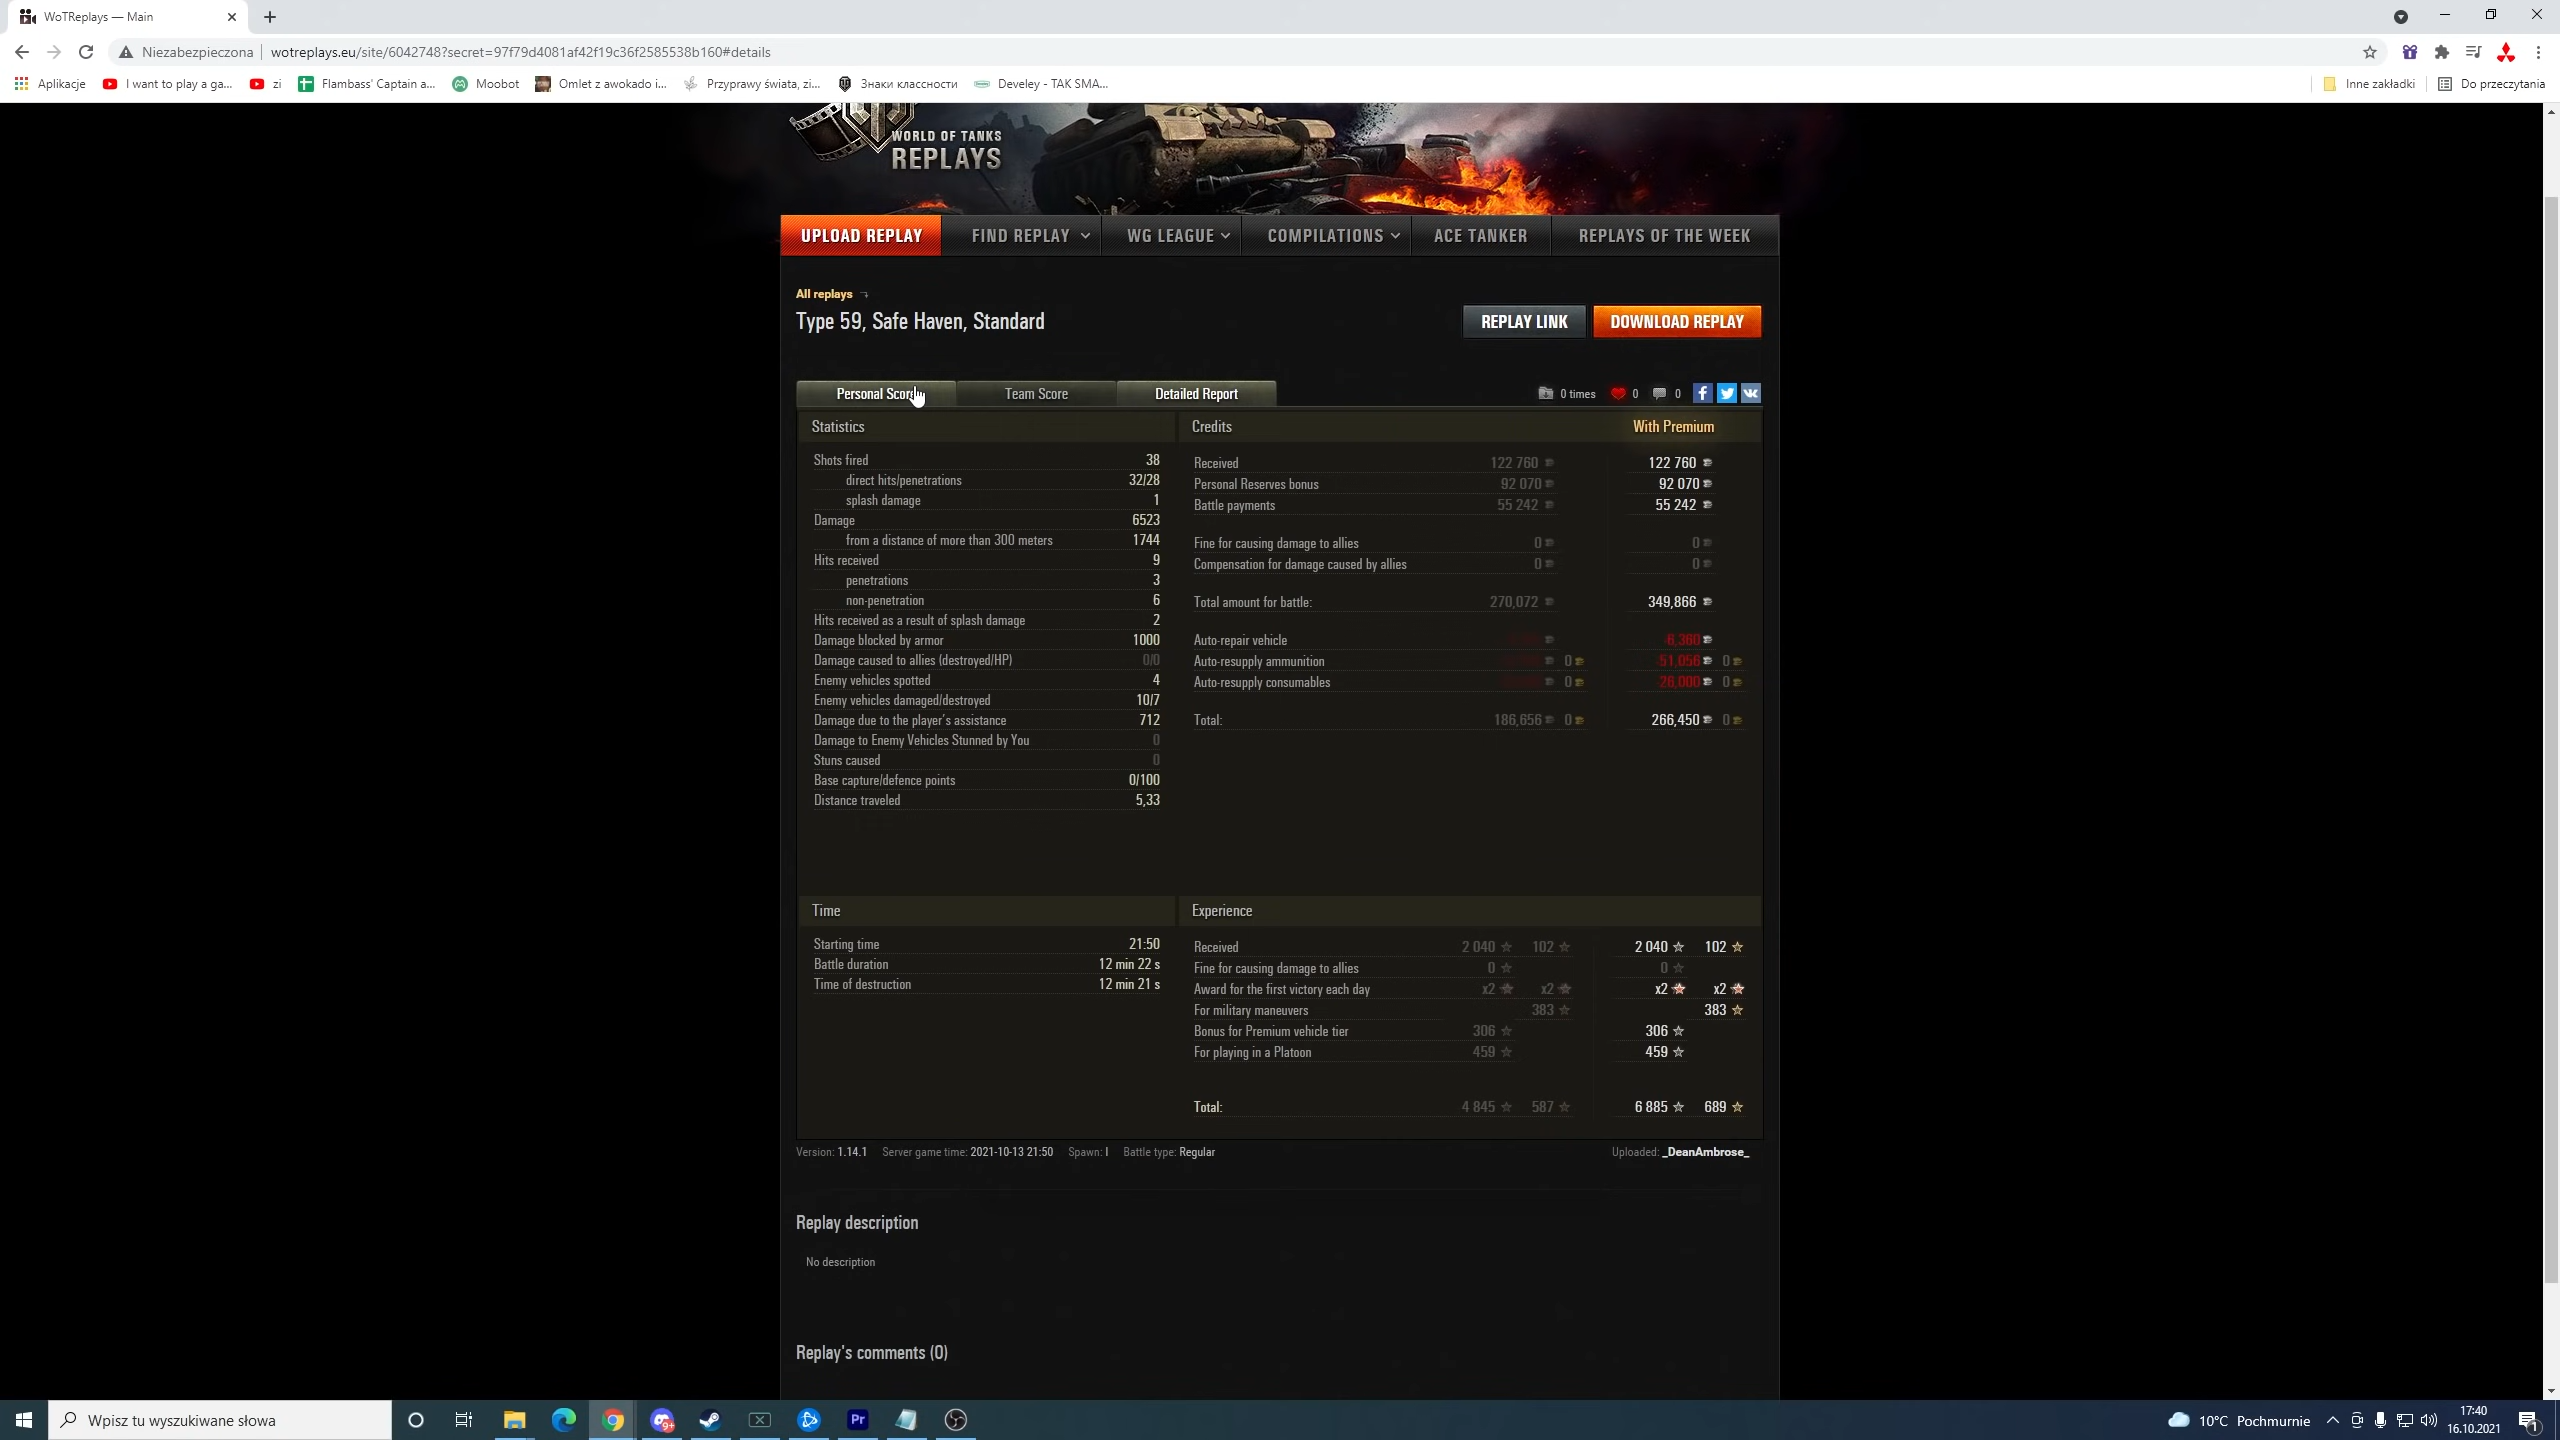 WoTReplays — Main
Niezabezpieczona wotreplays.eu/site/6042748?secret=97f79d4081af42f19c36f2585538b160#details
Aplikacje I want to play a ga... zi Flambass' Captain a... Moobot Omlet z awokado i... Przyprawy świata, zi... Знаки классности Develey - TAK SMA... Inne zakładki Do przeczytania
WORLD OF TANKS
REPLAYS
UPLOAD REPLAY FIND REPLAY WG LEAGUE COMPILATIONS ACE TANKER REPLAYS OF THE WEEK
All replays
Type 59, Safe Haven, Standard
REPLAY LINK DOWNLOAD REPLAY
Personal Score Team Score Detailed Report 0 times 0 0
Statistics
Shots fired 38
direct hits/penetrations 32/28
splash damage 1
Damage 6523
from a distance of more than 300 meters 1744
Hits received 9
penetrations 3
non-penetration 6
Hits received as a result of splash damage 2
Damage blocked by armor 1000
Damage caused to allies (destroyed/HP) 0/0
Enemy vehicles spotted 4
Enemy vehicles damaged/destroyed 10/7
Damage due to the player's assistance 712
Damage to Enemy Vehicles Stunned by You 0
Stuns caused 0
Base capture/defence points 0/100
Distance traveled 5,33
Credits With Premium
Received 122 760 122 760
Personal Reserves bonus 92 070 92 070
Battle payments 55 242 55 242
Fine for causing damage to allies 0 0
Compensation for damage caused by allies 0 0
Total amount for battle: 270,072 349,866
Auto-repair vehicle -6,360
Auto-resupply ammunition 0 -51,056 0
Auto-resupply consumables 0 -26,000 0
Total: 186,656 0 266,450 0
Time
Starting time 21:50
Battle duration 12 min 22 s
Time of destruction 12 min 21 s
Experience
Received 2 040 102 2 040 102
Fine for causing damage to allies 0 0
Award for the first victory each day x2 x2 x2 x2
For military maneuvers 383 383
Bonus for Premium vehicle tier 306 306
For playing in a Platoon 459 459
Total: 4 845 587 6 885 689
Version: 1.14.1 Server game time: 2021-10-13 21:50 Spawn: I Battle type: Regular Uploaded: _DeanAmbrose_
Replay description
No description
Replay's comments (0)
Wpisz tu wyszukiwane słowa 9+ Pr 10°C Pochmurnie 17:40
16.10.2021 1